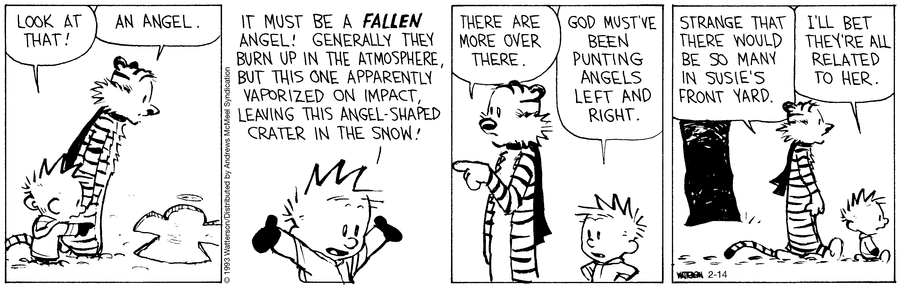 LOOK AT
THAT!
AN ANGEL.
© 1993 Watterson/Distributed by Andrews McMeel Syndication
IT MUST BE A FALLEN
ANGEL! GENERALLY THEY
BURN UP IN THE ATMOSPHERE,
BUT THIS ONE APPARENTLY
VAPORIZED ON IMPACT,
LEAVING THIS ANGEL-SHAPED
CRATER IN THE SNOW!
THERE ARE
MORE OVER
THERE.
GOD MUST'VE
BEEN
PUNTING
ANGELS
LEFT AND
RIGHT.
STRANGE THAT
THERE WOULD
BE SO MANY
IN SUSIE'S
FRONT YARD.
I'LL BET
THEY'RE ALL
RELATED
TO HER.
WATTERSON 2-14